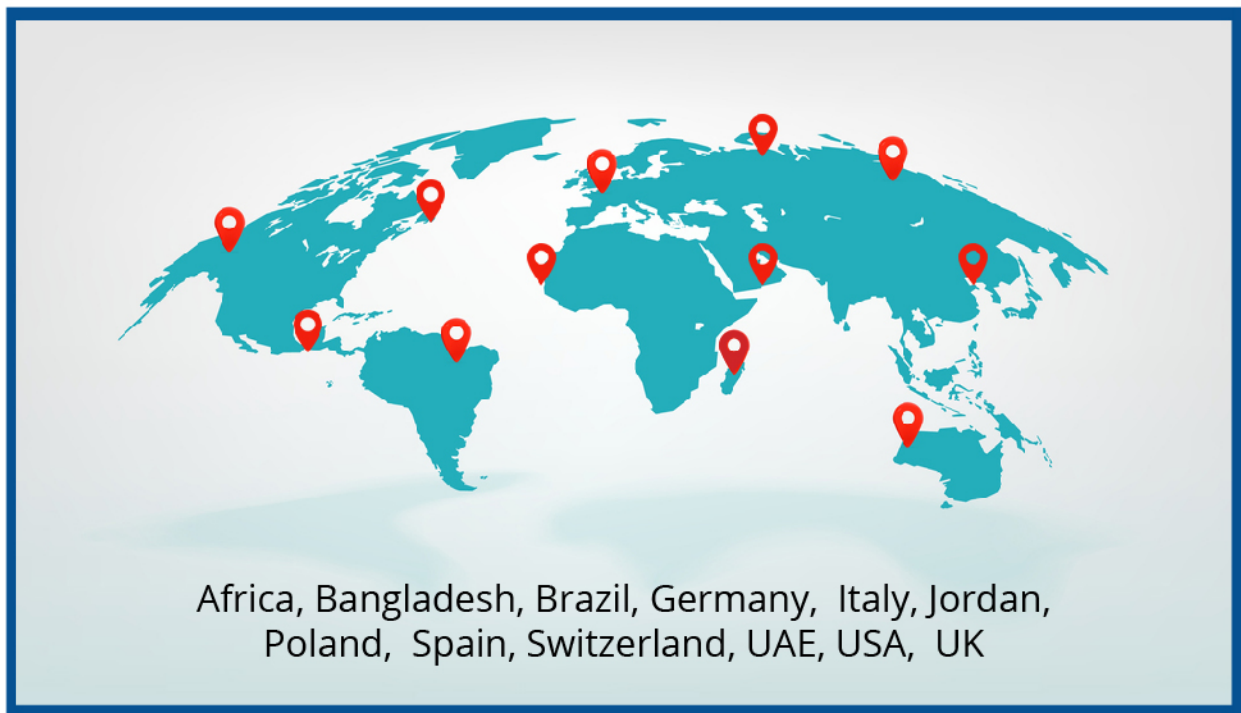 Africa, Bangladesh, Brazil, Germany,  Italy, Jordan,
Poland,  Spain, Switzerland, UAE, USA,  UK